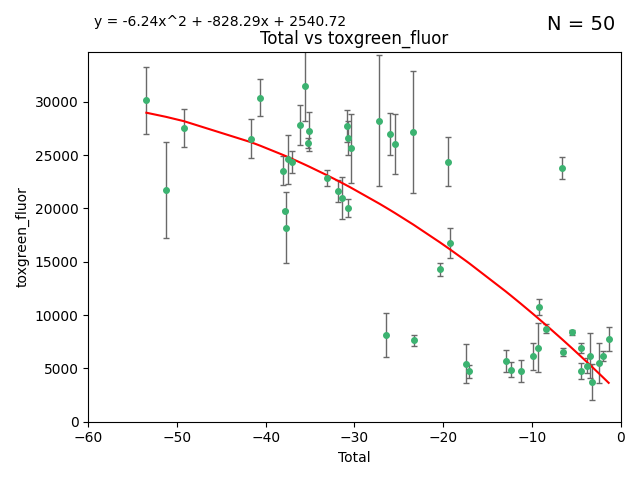 y = -6.24x^2 + -828.29x + 2540.72
N = 50
Total vs toxgreen_fluor
30000
25000
20000
15000
10000
5000
0
toxgreen_fluor
−60
−50
−40
−30
−20
−10
0
Total